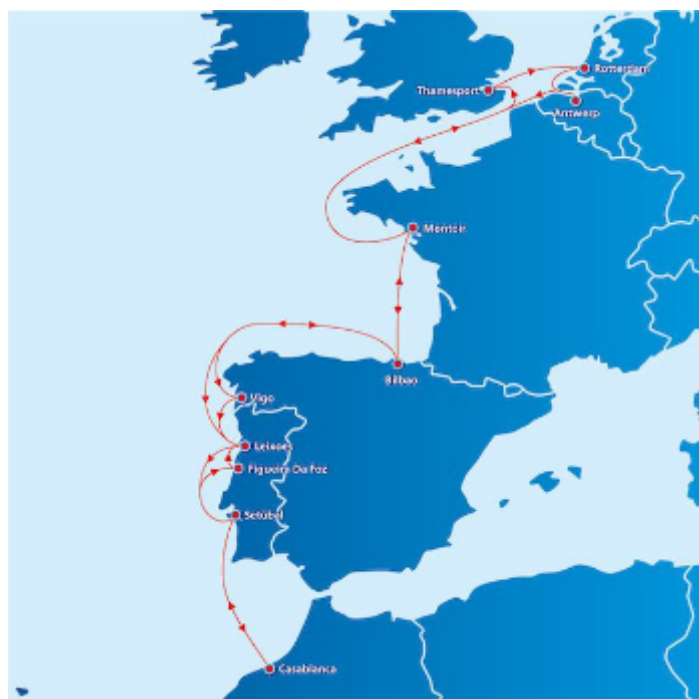 Rotterdam
Thamesport
Antwerp
Montoir
Bilbao
Vigo
Leixoes
Figueira Da Foz
Setúbal
Casablanca